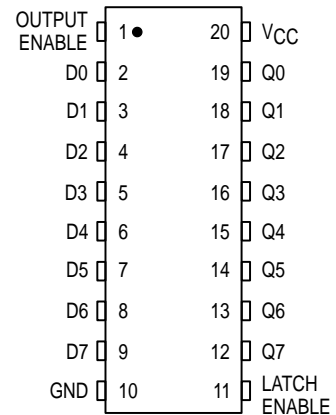 OUTPUT
ENABLE 1 20 VCC
D0 2 19 Q0
D1 3 18 Q1
D2 4 17 Q2
D3 5 16 Q3
D4 6 15 Q4
D5 7 14 Q5
D6 8 13 Q6
D7 9 12 Q7
GND 10 11 LATCH
ENABLE